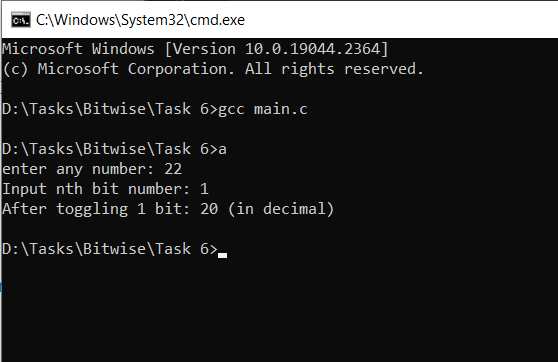 C:\Windows\System32\cmd.exe
Microsoft Windows [Version 10.0.19044.2364]
(c) Microsoft Corporation. All rights reserved.
D:\Tasks\Bitwise\Task 6>gcc main.c
D:\Tasks\Bitwise\Task 6>a
enter any number: 22
Input nth bit number: 1
After toggling 1 bit: 20 (in decimal)
D:\Tasks\Bitwise\Task 6>